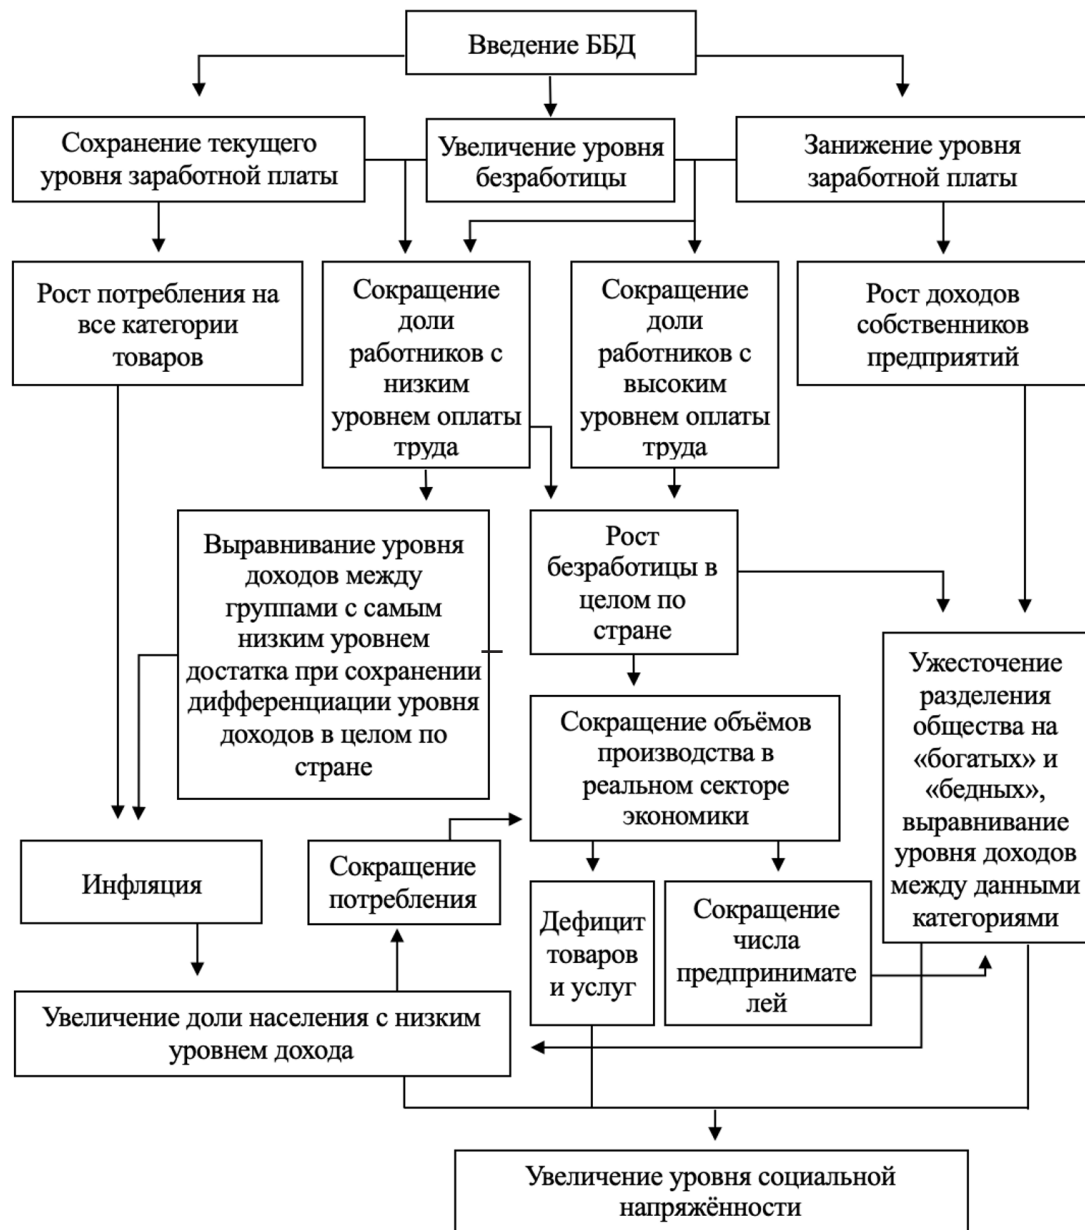 Введение ББД
Сохранение текущего
уровня заработной платы
Увеличение уровня
безработицы
Занижение уровня
заработной платы
Рост потребления на
все категории
товаров
Сокращение
доли
работников с
низким
уровнем оплаты
труда
Сокращение
доли
работников с
высоким
уровнем оплаты
труда
Рост доходов
собственников
предприятий
Выравнивание уровня
доходов между
группами с самым
низким уровнем
достатка при сохранении
дифференциации уровня
доходов в целом по
стране
Рост
безработицы в
целом по
стране
Ужесточение
разделения
общества на
«богатых» и
«бедных»,
выравнивание
уровня доходов
между данными
категориями
Сокращение объёмов
производства в
реальном секторе
экономики
Инфляция
Сокращение
потребления
Дефицит
товаров
и услуг
Сокращение
числа
предпринимате
лей
Увеличение доли населения с низким
уровнем дохода
Увеличение уровня социальной
напряжённости